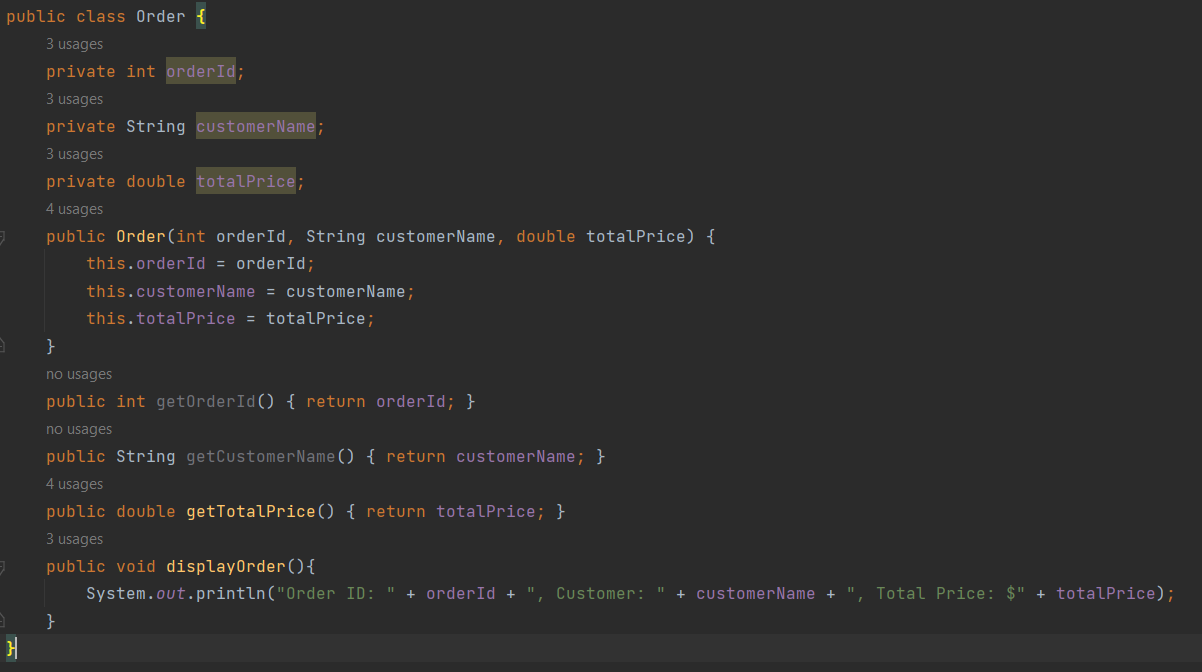 public class Order {
3 usages
private int orderId;
3 usages
private String customerName;
3 usages
private double totalPrice;
4 usages
public Order(int orderId, String customerName, double totalPrice) {
this.orderId = orderId;
this.customerName = customerName;
this.totalPrice = totalPrice;
}
no usages
public int getOrderId() { return orderId; }
no usages
public String getCustomerName() { return customerName; }
4 usages
public double getTotalPrice() { return totalPrice; }
3 usages
public void displayOrder(){
System.out.println("Order ID: " + orderId + ", Customer: " + customerName + ", Total Price: $" + totalPrice);
}
}